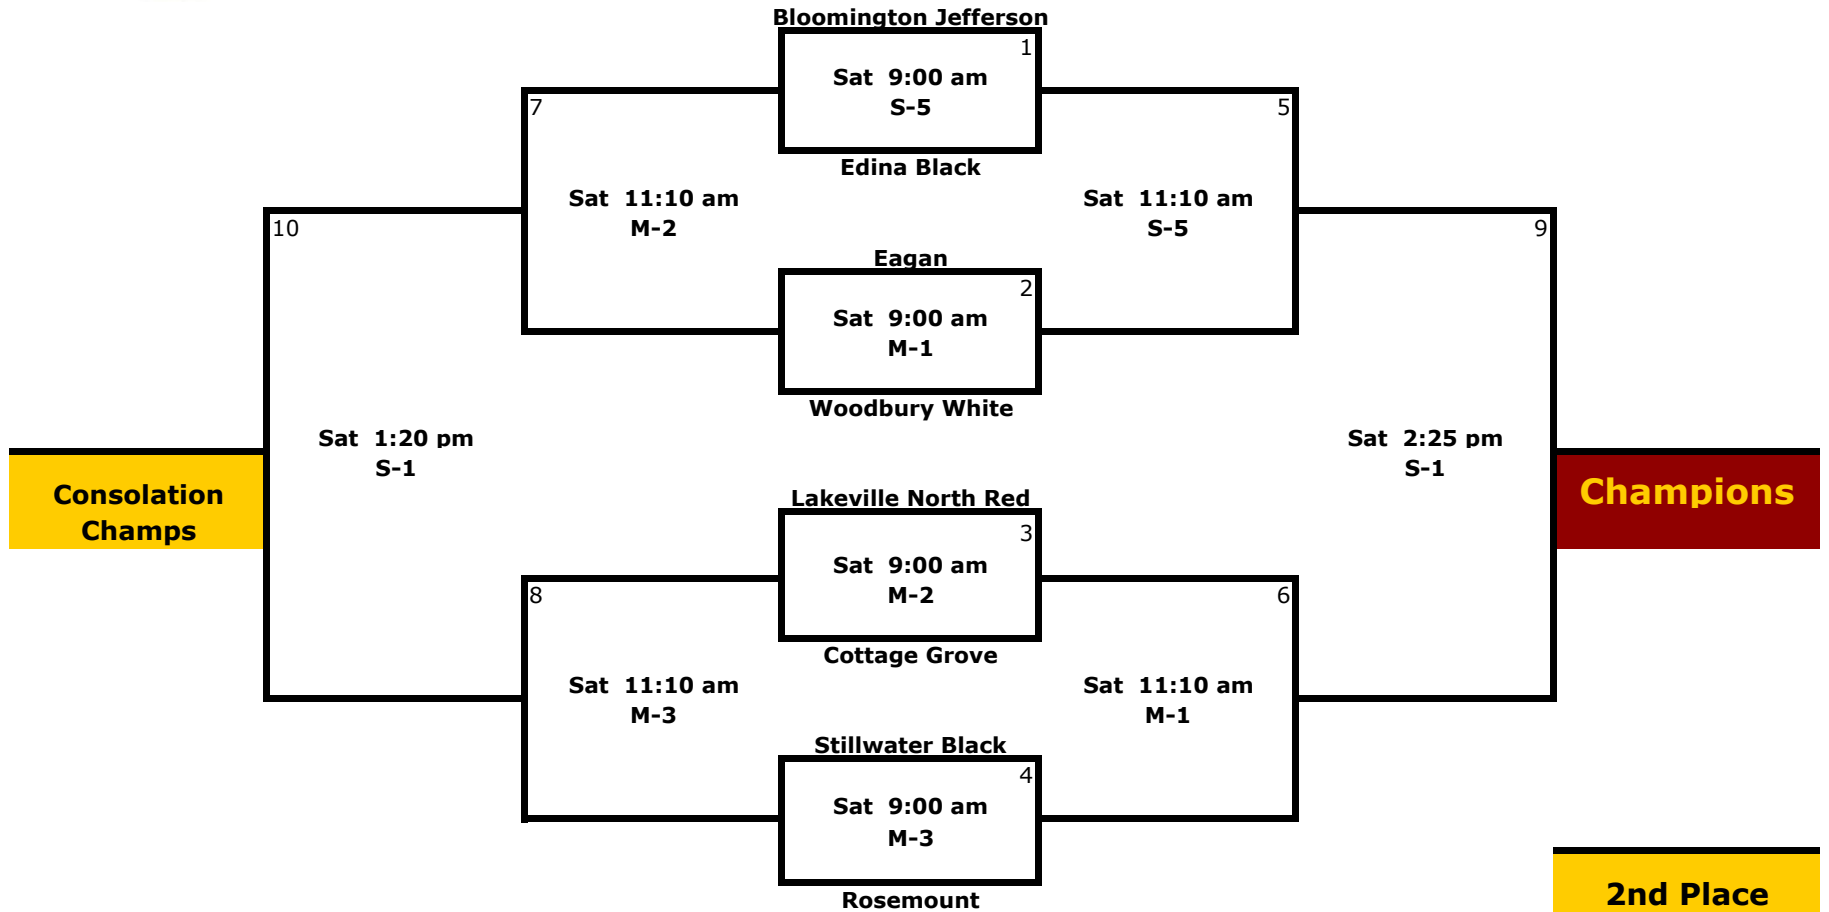 Bloomington Jefferson
1
Sat 9:00 am
S-5
7
5
Edina Black
Sat 11:10 am
M-2
Sat 11:10 am
S-5
10
9
Eagan
2
Sat 9:00 am
M-1
Woodbury White
Sat 1:20 pm
S-1
Sat 2:25 pm
S-1
Consolation
Champs
Champions
Lakeville North Red
3
Sat 9:00 am
M-2
8
6
Cottage Grove
Sat 11:10 am
M-3
Sat 11:10 am
M-1
Stillwater Black
4
Sat 9:00 am
M-3
Rosemount
2nd Place